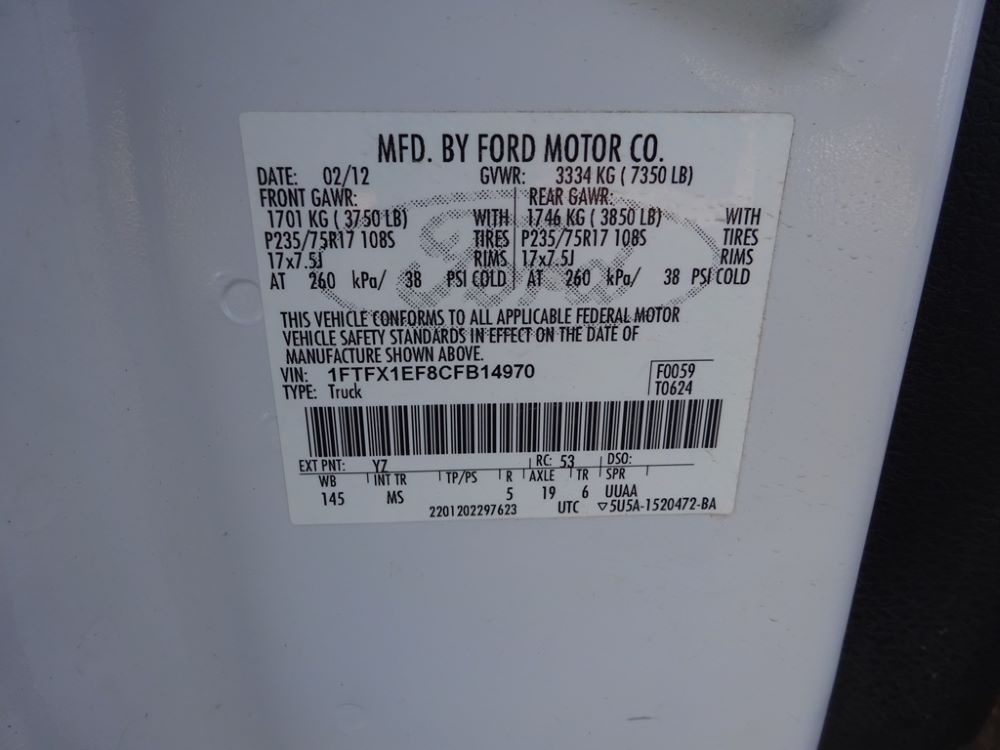 MFD. BY FORD MOTOR CO.
DATE: 02/12 GVWR: 3334 KG ( 7350 LB)
FRONT GAWR: REAR GAWR:
1701 KG ( 3750 LB) WITH 1746 KG ( 3850 LB) WITH
P235/75R17 108S TIRES P235/75R17 108S TIRES
17x7.5J RIMS 17x7.5J RIMS
AT 260 kPa/ 38 PSI COLD AT 260 kPa/ 38 PSI COLD
Ford
THIS VEHICLE CONFORMS TO ALL APPLICABLE FEDERAL MOTOR
VEHICLE SAFETY STANDARDS IN EFFECT ON THE DATE OF
MANUFACTURE SHOWN ABOVE.
VIN: 1FTFX1EF8CFB14970 F0059
TYPE: Truck T0624
EXT PNT: YZ RC: 53 DSO:
WB INT TR TP/PS R AXLE TR SPR
145 MS 5 19 6 UUAA
2201202297623 UTC ▽5U5A-1520472-BA